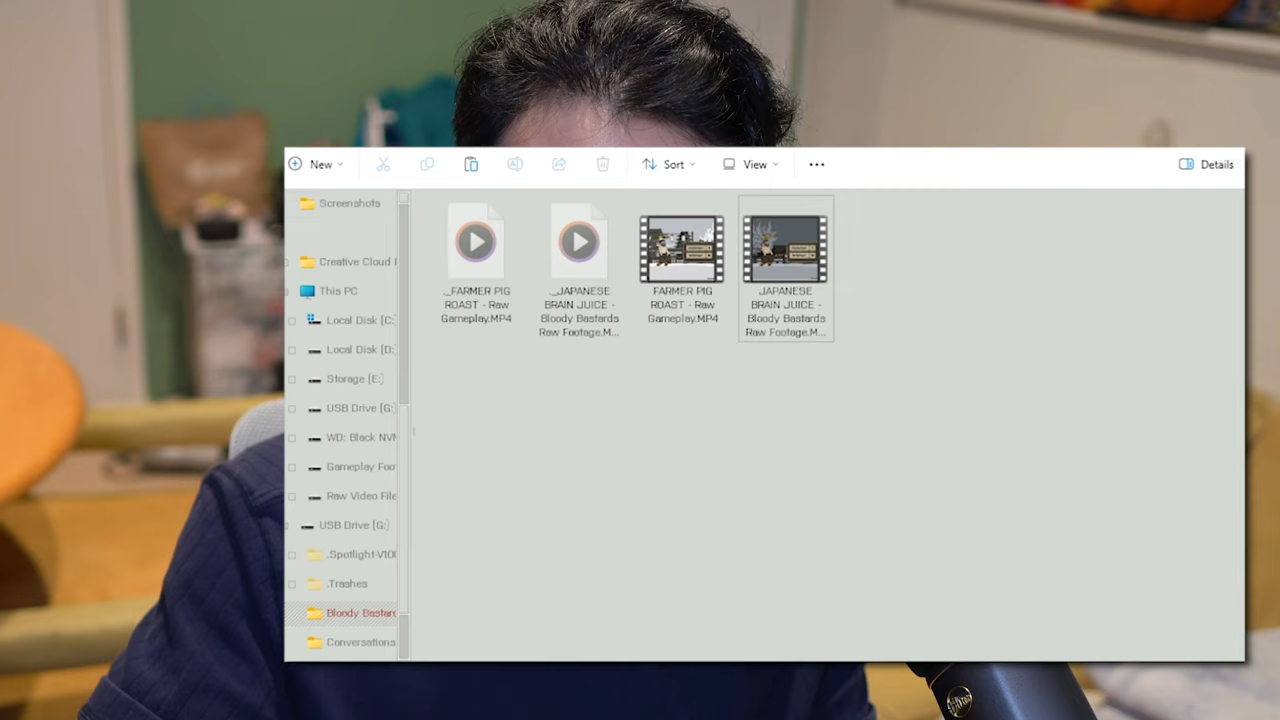 New
Sort
View
Details
Screenshots
Creative Cloud
This PC
Local Disk (C:
Local Disk (D:
Storage (E:)
USB Drive (G:
WD: Black NV
Gameplay Foo
Raw Video File
USB Drive (G:)
.Spotlight-V10
.Trashes
Bloody Bastar
Conversations
._FARMER PIG
ROAST - Raw
Gameplay.MP4
._JAPANESE
BRAIN JUICE -
Bloody Bastards
Raw Footage.M...
FARMER PIG
ROAST - Raw
Gameplay.MP4
JAPANESE
BRAIN JUICE -
Bloody Bastards
Raw Footage.M...